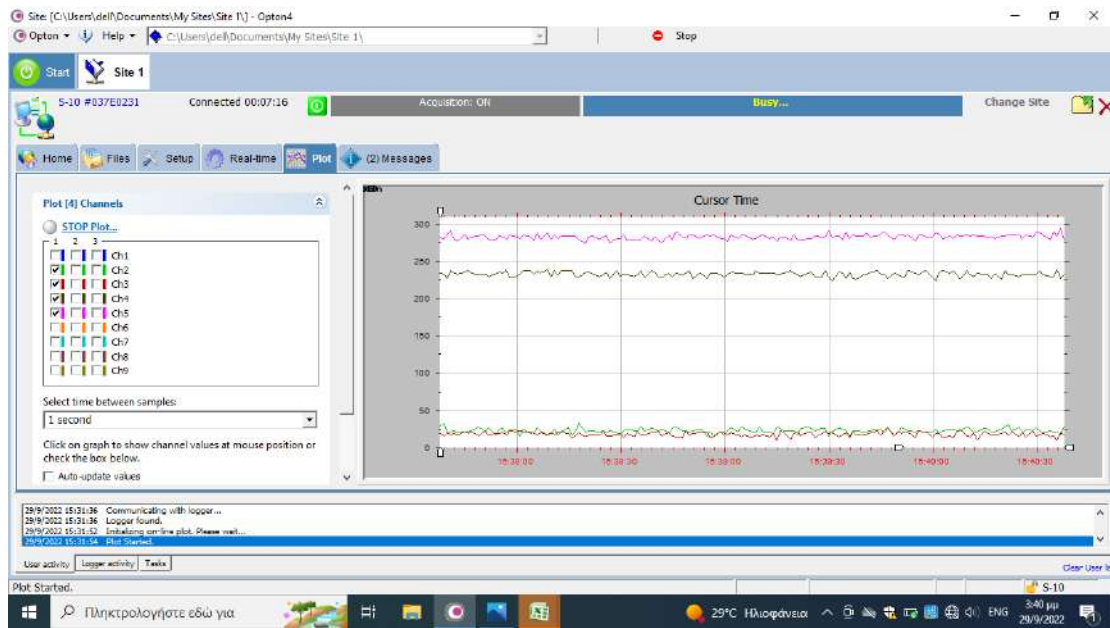 Site: [C:\Users\dell\Documents\My Sites\Site 1\] - Opton4
Opton Help C:\Users\dell\Documents\My Sites\Site 1\ Stop
Start Site 1
S-10 #037E0231 Connected 00:07:16 Acquisition: ON Busy... Change Site
Home Files Setup Real-time Plot (2) Messages
Plot [4] Channels
STOP Plot...
1 2 3
Ch1
Ch2
Ch3
Ch4
Ch5
Ch6
Ch7
Ch8
Ch9
Select time between samples:
1 second
Click on graph to show channel values at mouse position or
check the box below.
Auto-update values
Cursor Time
300
250
200
150
100
50
0
15:38:30 15:39:00 15:39:30 15:40:00 15:40:30
29/9/2022 15:31:36 Communicating with logger...
29/9/2022 15:31:36 Logger found.
29/9/2022 15:31:52 Initializing on-line plot. Please wait...
29/9/2022 15:31:54 Plot Started.
User activity Logger activity Tasks
Clear User
Plot Started. S-10
Πληκτρολογήστε εδώ για 29°C Ηλιοφάνεια ENG 3:40 μμ
29/9/2022